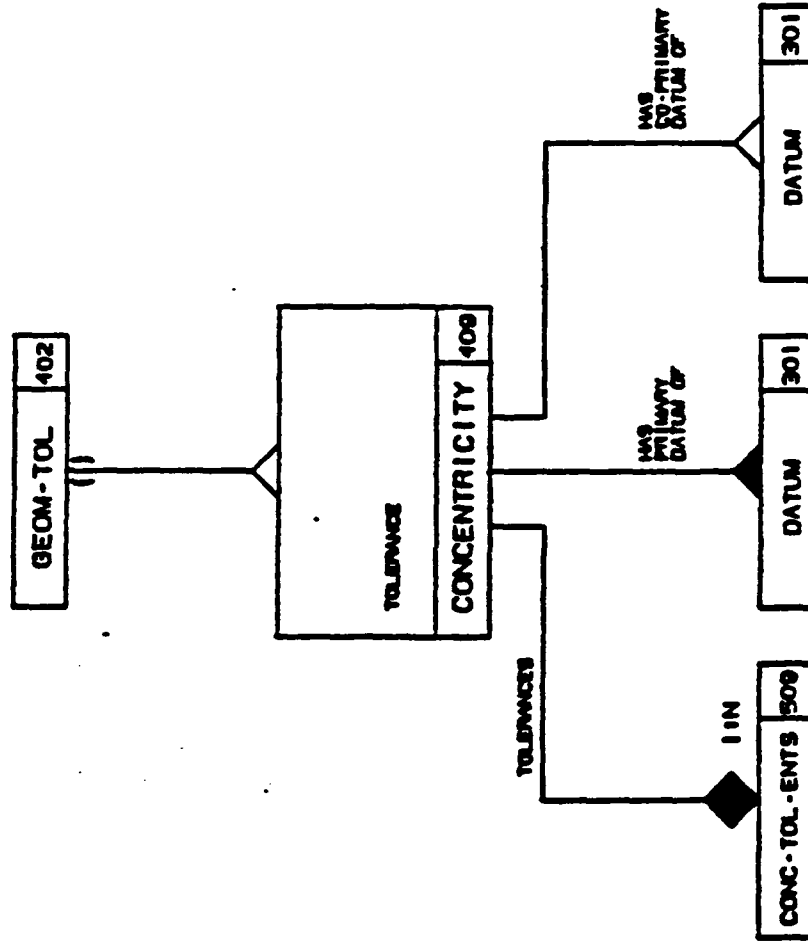 GEOM-TOL 402
TOLERANCE
CONCENTRICITY 409
TOLERANCES
HAS
PRIMARY
DATUM OF
HAS
CO-PRIMARY
DATUM OF
1 1N
CONC-TOL-ENTS 509
DATUM 301
DATUM 301